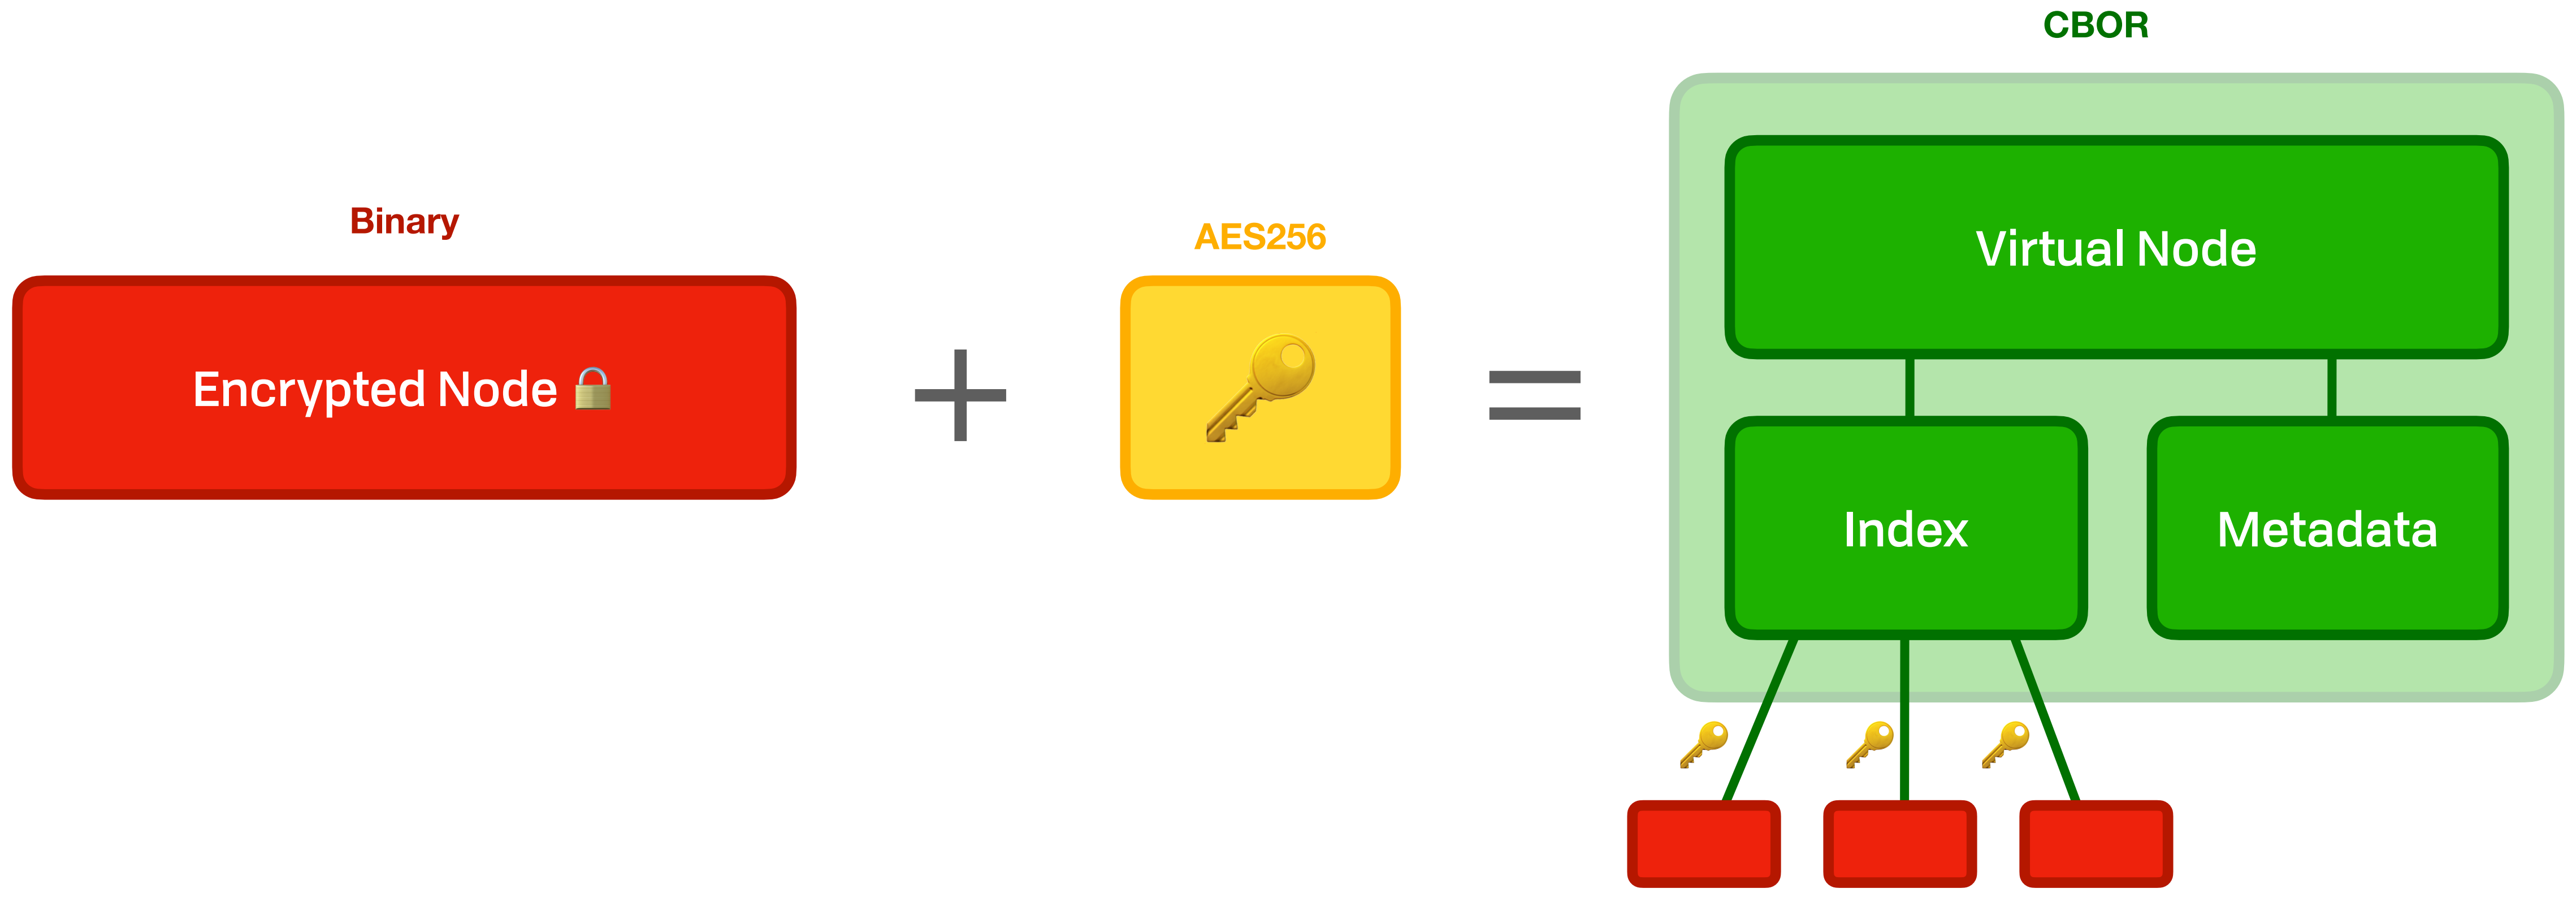 CBOR
Binary
AES256
Encrypted Node 🔒
+
=
Virtual Node
Index
Metadata